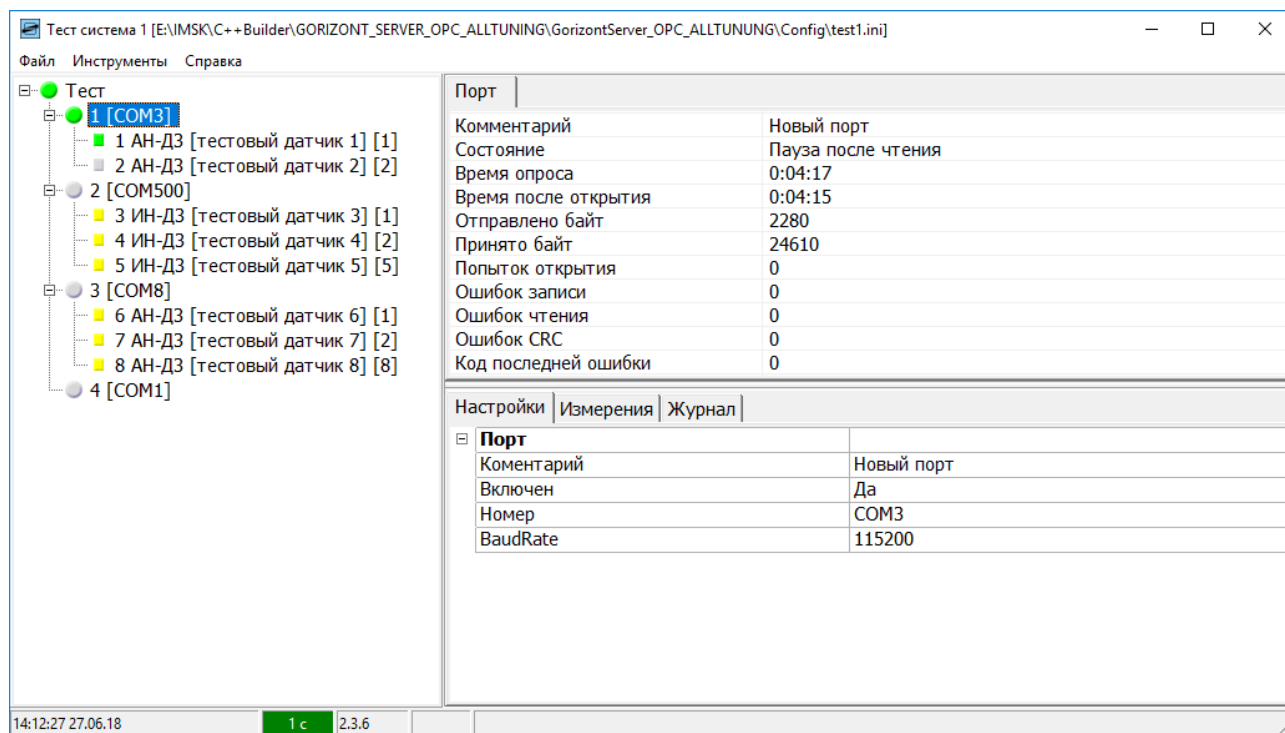 Тест система 1 [E:\IMSK\C++Builder\GORIZONT_SERVER_OPC_ALLTUNING\GorizontServer_OPC_ALLTUNUNG\Config\test1.ini]
Файл Инструменты Справка
Тест
1 [COM3]
1 АН-Д3 [тестовый датчик 1] [1]
2 АН-Д3 [тестовый датчик 2] [2]
2 [COM500]
3 ИН-Д3 [тестовый датчик 3] [1]
4 ИН-Д3 [тестовый датчик 4] [2]
5 ИН-Д3 [тестовый датчик 5] [5]
3 [COM8]
6 АН-Д3 [тестовый датчик 6] [1]
7 АН-Д3 [тестовый датчик 7] [2]
8 АН-Д3 [тестовый датчик 8] [8]
4 [COM1]
Порт
Комментарий Новый порт
Состояние Пауза после чтения
Время опроса 0:04:17
Время после открытия 0:04:15
Отправлено байт 2280
Принято байт 24610
Попыток открытия 0
Ошибок записи 0
Ошибок чтения 0
Ошибок CRC 0
Код последней ошибки 0
Настройки Измерения Журнал
Порт
Коментарий Новый порт
Включен Да
Номер COM3
BaudRate 115200
14:12:27 27.06.18 1 с 2.3.6